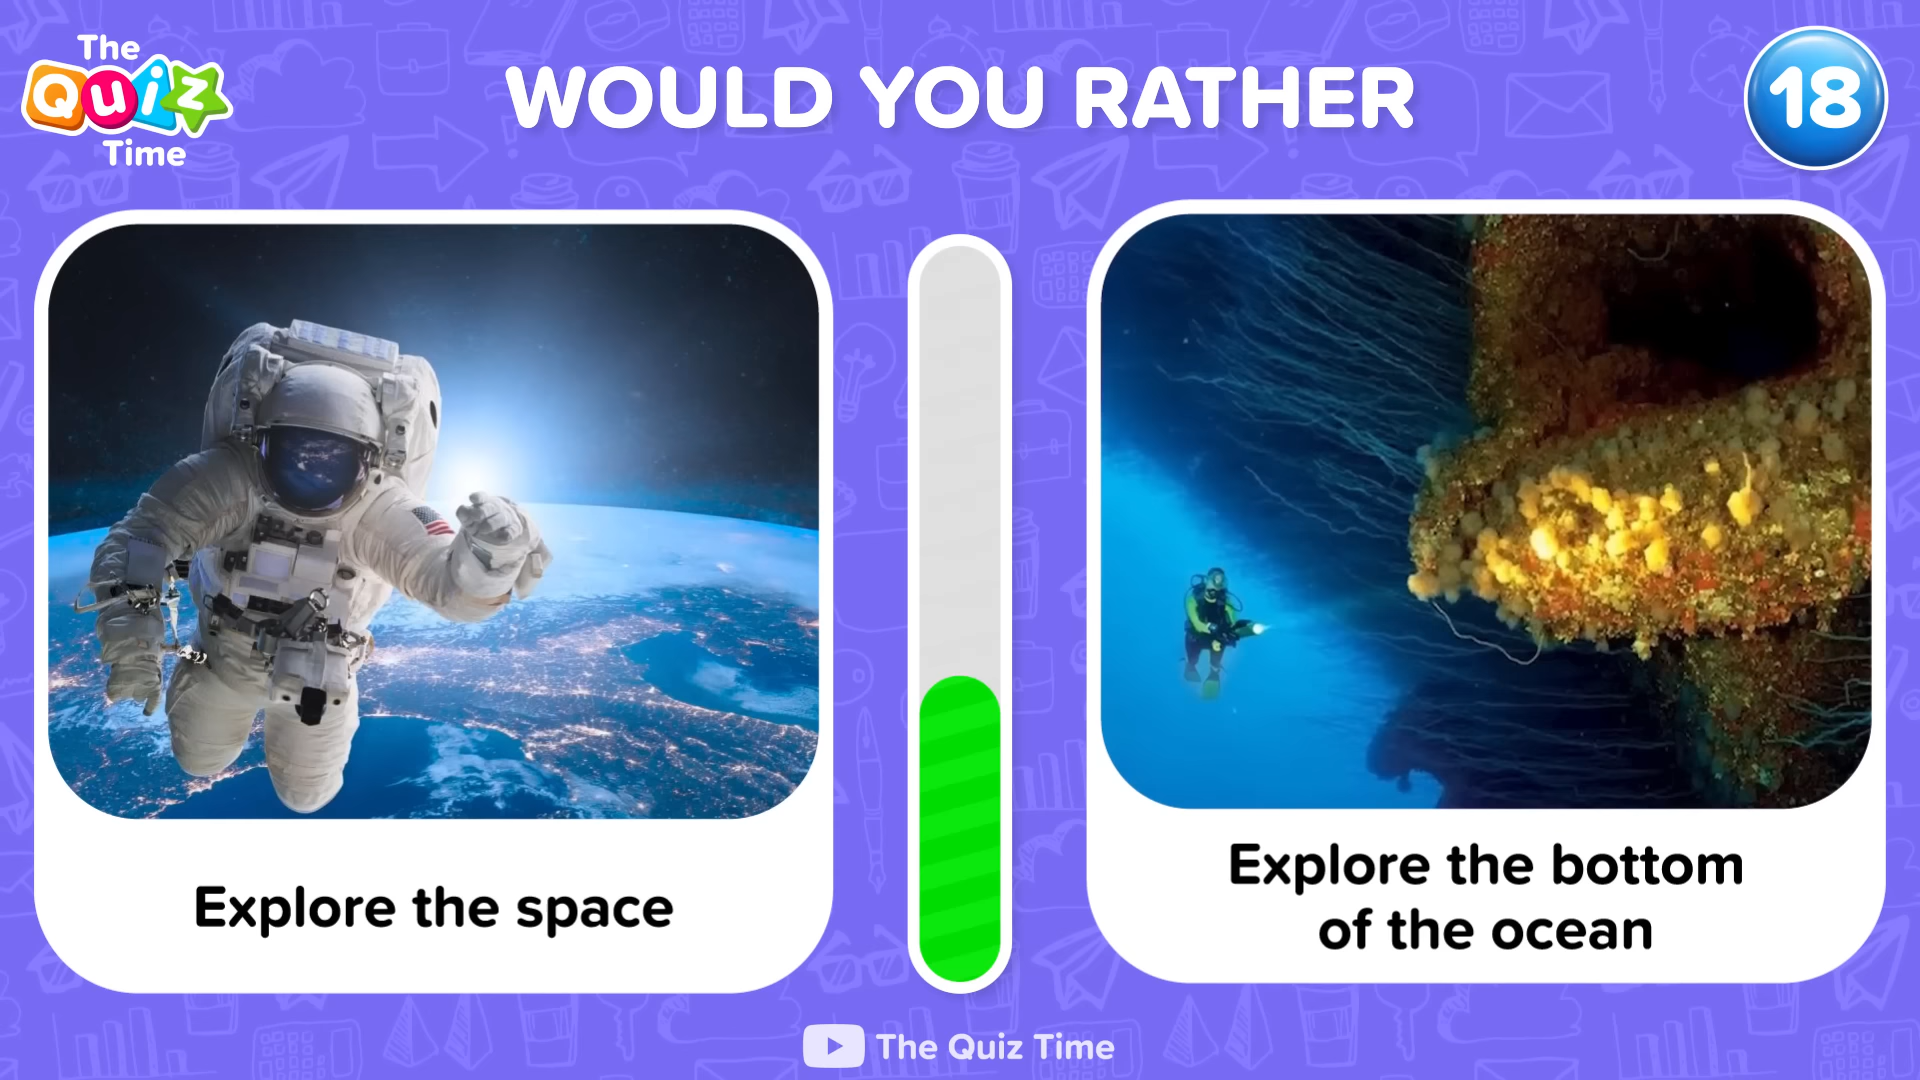 The
Quiz
Time
WOULD YOU RATHER
18
Explore the space
Explore the bottom
of the ocean
The Quiz Time